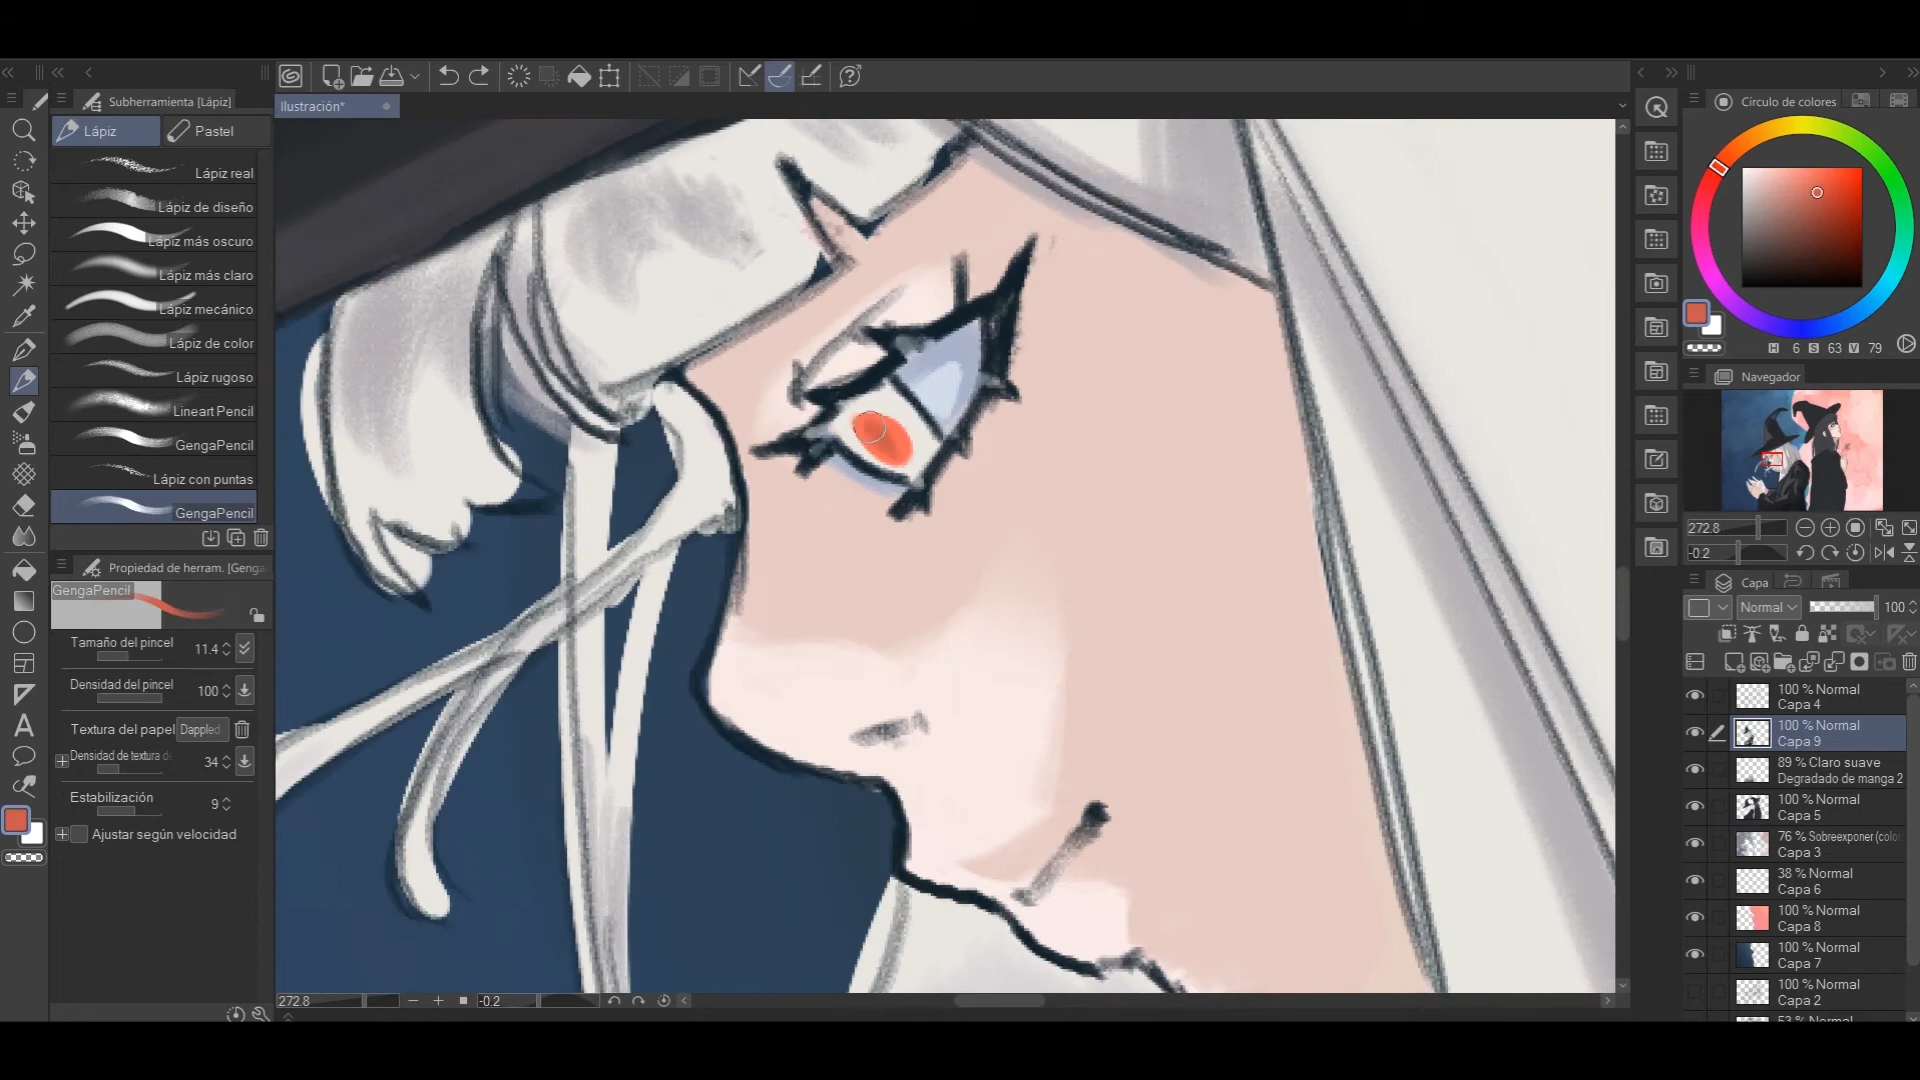 Subherramienta [Lápiz]
Lápiz
Pastel
Lápiz real
Lápiz de diseño
Lápiz más oscuro
Lápiz más claro
Lápiz mecánico
Lápiz de color
Lápiz rugoso
Lineart Pencil
GengaPencil
Lápiz con puntas
GengaPencil
Propiedad de herram. [Genga
GengaPencil
Tamaño del pincel 11.4
Densidad del pincel 100
Textura del papel Dappled
Densidad de textura de 34
Estabilización 9
Ajustar según velocidad
Ilustración*
272.8
-0.2
Círculo de colores
H 6 S 63 V 79
Navegador
272.8
-0.2
Capa
Normal 100
100 % Normal
Capa 4
100 % Normal
Capa 9
89 % Claro suave
Degradado de manga 2
100 % Normal
Capa 5
76 % Sobreexponer (colo
Capa 3
38 % Normal
Capa 6
100 % Normal
Capa 8
100 % Normal
Capa 7
100 % Normal
Capa 2
53 % Normal